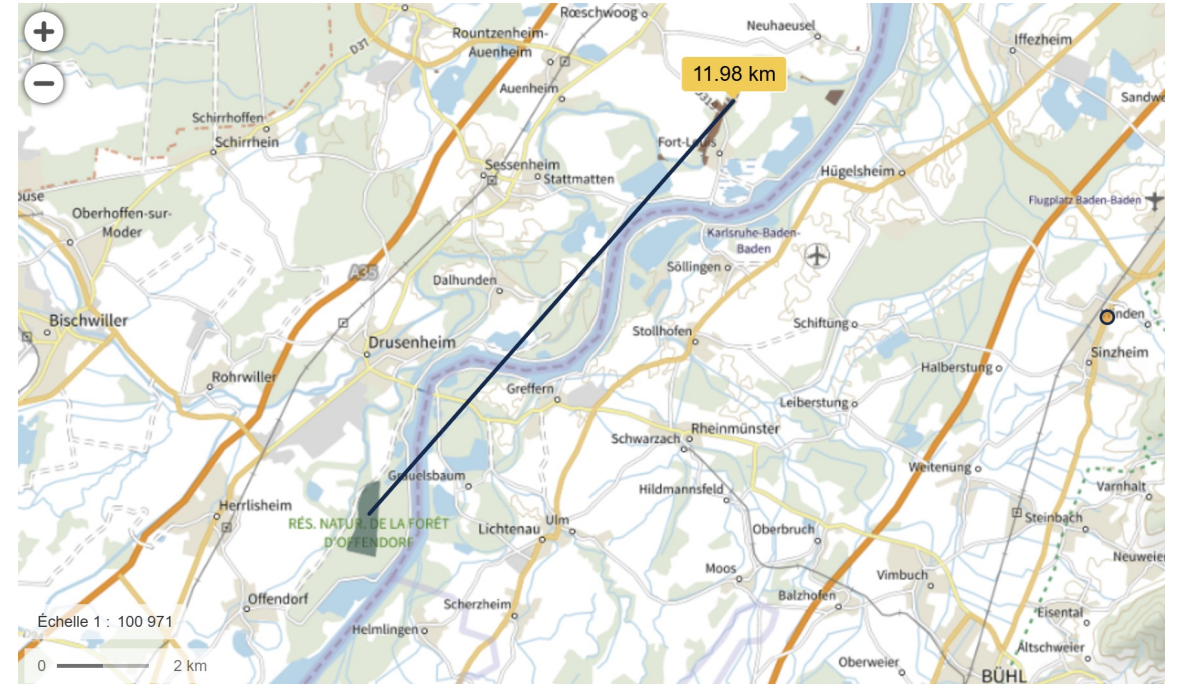 +
−
Rœschwoog
Neuhaeusel
Rountzenheim-
Auenheim
D31
Iffezheim
11.98 km
Auenheim
Schirrhoffen
Schirrhein
Fort-Louis
Sessenheim
Stattmatten
Hügelsheim
Flugplatz Baden-Baden
Oberhoffen-sur-
Moder
Karlsruhe-Baden-
Baden
A35
Söllingen
Dalhunden
Bischwiller
Drusenheim
Stollhofen
Schiftung
Sinzheim
Halberstung
Rohrwiller
Greffern
Leiberstung
Rheinmünster
Schwarzach
Weitenung
Grauelsbaum
Hildmannsfeld
Varnhalt
Herrlisheim
RÉS. NATUR. DE LA FORÊT
D'OFFENDORF
Lichtenau
Ulm
Oberbruch
Steinbach
Moos
Vimbuch
Offendorf
Scherzheim
Balzhofen
Eisental
Échelle 1 : 100 971
Helmlingen
Altschweier
Oberweier
0
2 km
BÜHL